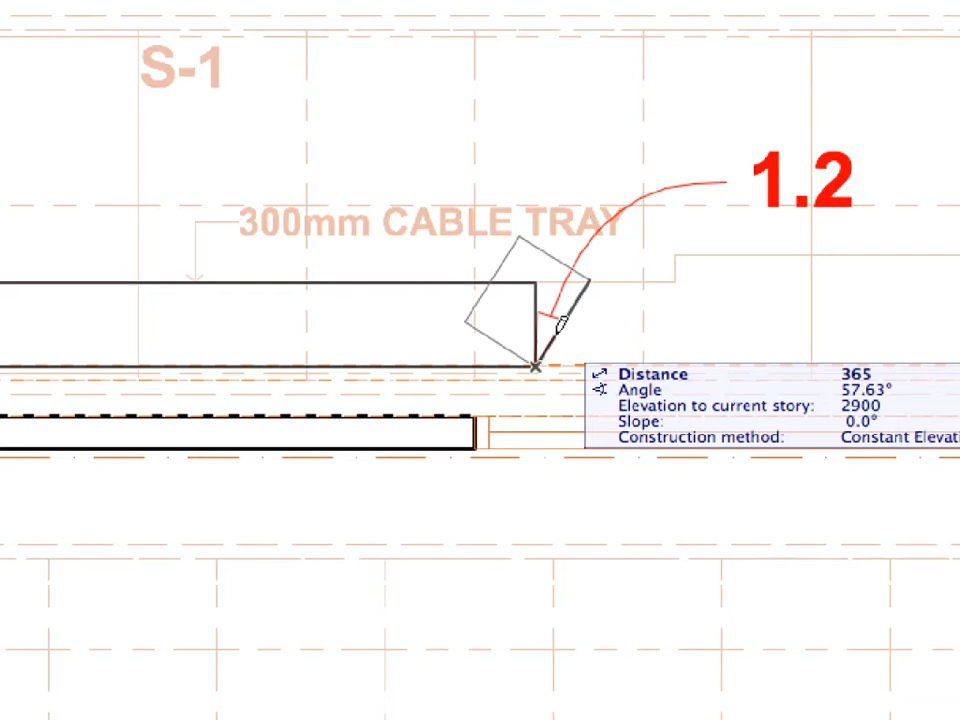 S-1
1.2
300mm CABLE TRAY
Distance 365
Angle 57.63°
Elevation to current story: 2900
Slope: 0.0°
Construction method: Constant Elevati